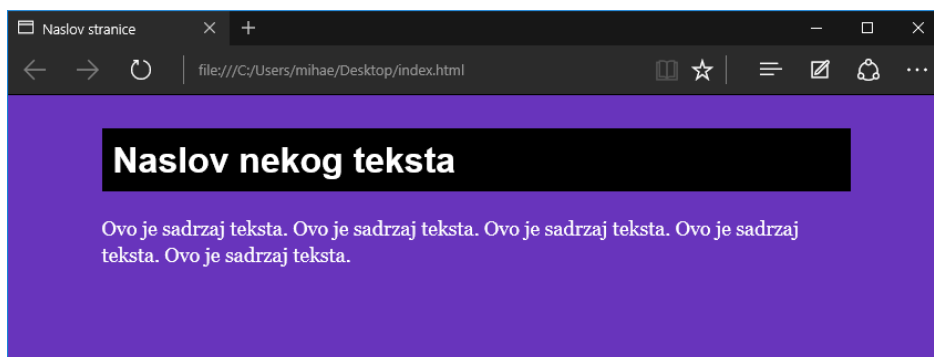 Naslov stranice
file:///C:/Users/mihae/Desktop/index.html
Naslov nekog teksta
Ovo je sadrzaj teksta. Ovo je sadrzaj teksta. Ovo je sadrzaj teksta. Ovo je sadrzaj
teksta. Ovo je sadrzaj teksta.